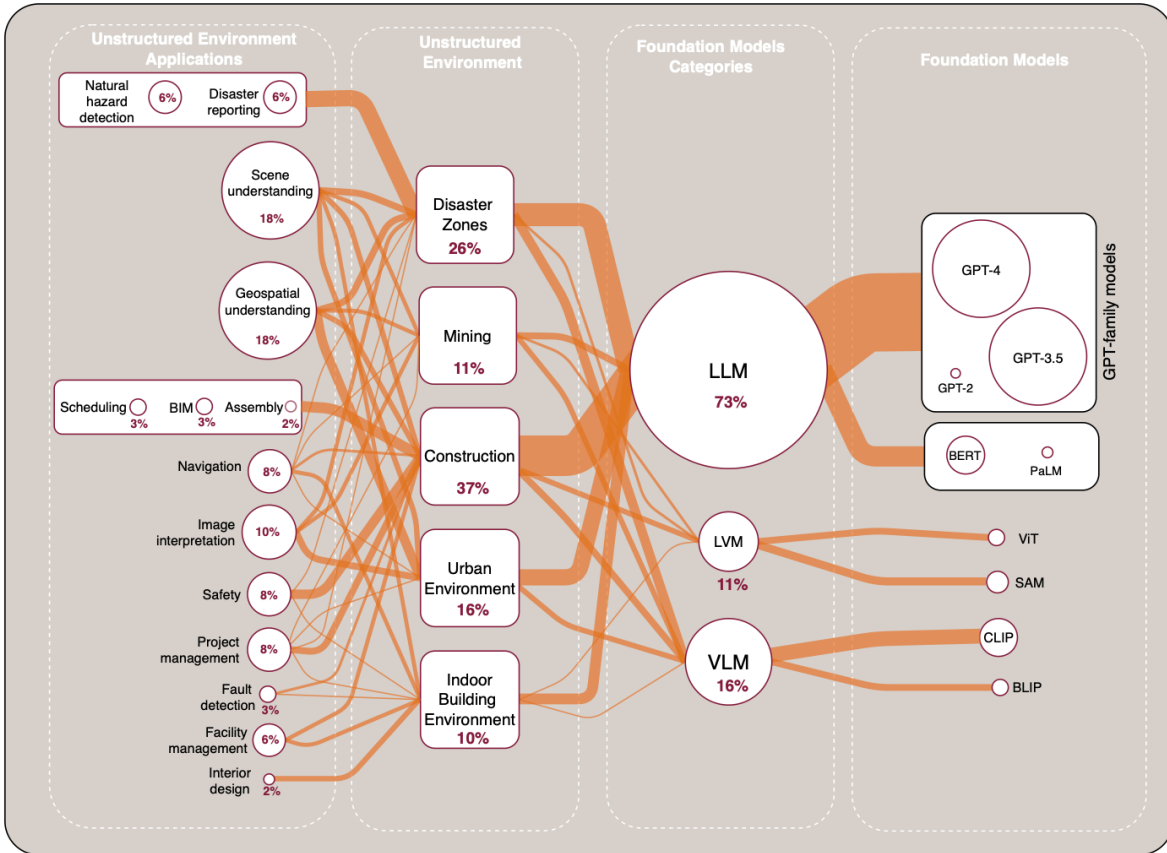 Unstructured Environment
Applications
Unstructured
Environment
Foundation Models
Categories
Foundation Models
Natural
hazard
detection
6%
Disaster
reporting
6%
Scene
understanding
18%
Geospatial
understanding
18%
Scheduling
3%
BIM
3%
Assembly
2%
Navigation
8%
Image
interpretation
10%
Safety
8%
Project
management
8%
Fault
detection
3%
Facility
management
6%
Interior
design
2%
Disaster
Zones
26%
Mining
11%
Construction
37%
Urban
Environment
16%
Indoor
Building
Environment
10%
LLM
73%
LVM
11%
VLM
16%
GPT-4
GPT-3.5
GPT-2
GPT-family models
BERT
PaLM
ViT
SAM
CLIP
BLIP